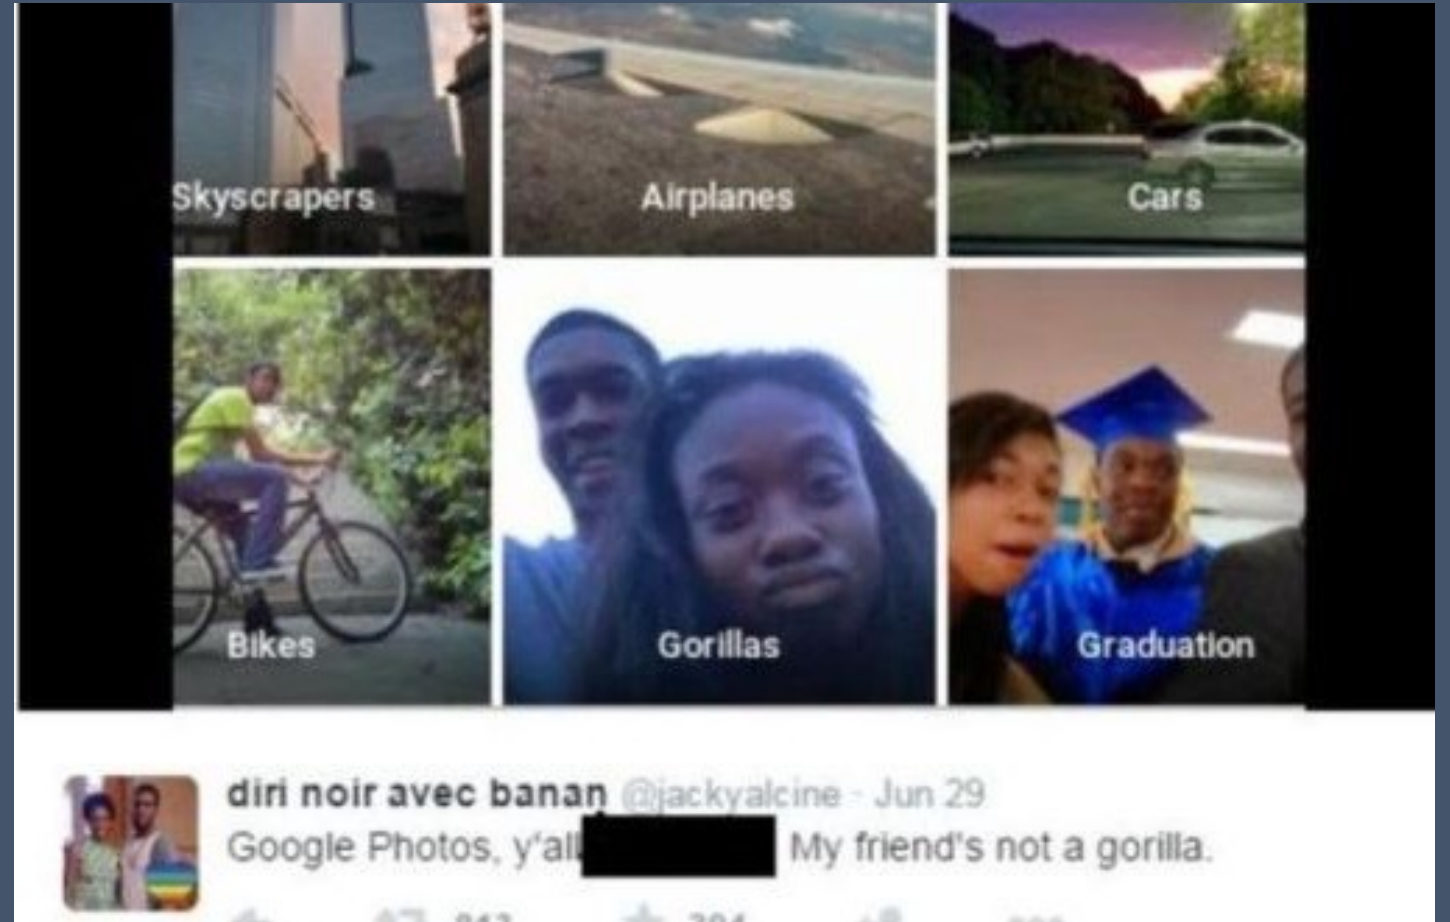 Skyscrapers
Airplanes
Cars
Bikes
Gorillas
Graduation
diri noir avec banan @jackyalcine · Jun 29
Google Photos, y'all My friend's not a gorilla.